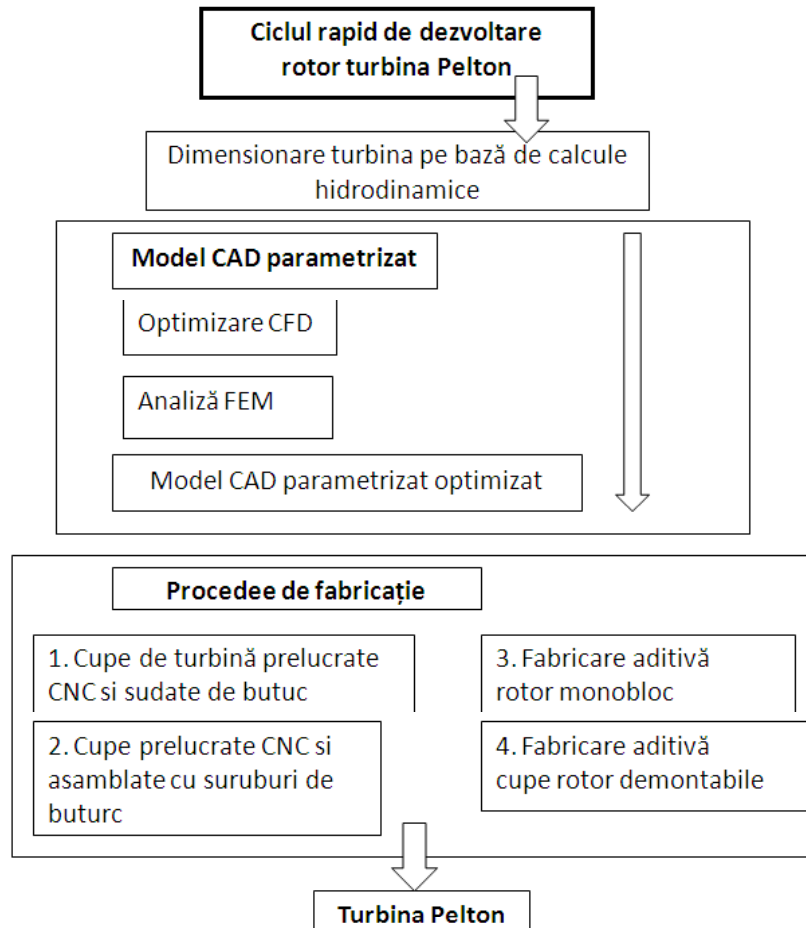 Ciclul rapid de dezvoltare
rotor turbina Pelton
Dimensionare turbina pe bază de calcule
hidrodinamice
Model CAD parametrizat
Optimizare CFD
Analiză FEM
Model CAD parametrizat optimizat
Procedee de fabricație
1. Cupe de turbină prelucrate
CNC si sudate de butuc
2. Cupe prelucrate CNC si
asamblate cu suruburi de
buturc
3. Fabricare aditivă
rotor monobloc
4. Fabricare aditivă
cupe rotor demontabile
Turbina Pelton